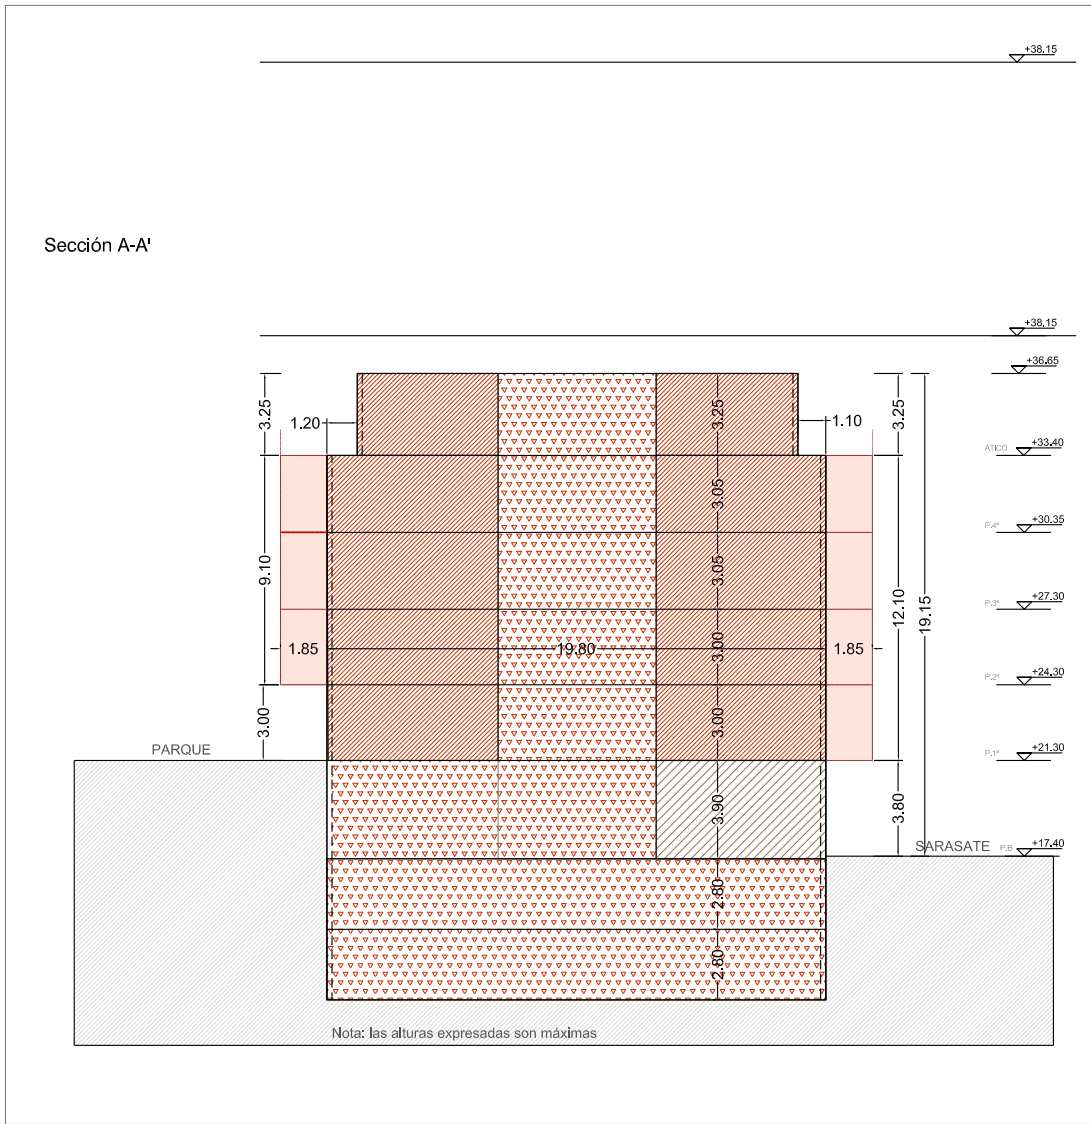 +38.15
Sección A-A'
+38.15
+36.65
3.25
3.25
3.25
1.20
1.10
ÁTICO +33.40
3.05
P.4ª +30.35
9.10
3.05
12.10
19.15
P.3ª +27.30
1.85
19.80
3.00
1.85
P.2ª +24.30
3.00
3.00
PARQUE
P.1ª +21.30
3.90
3.80
SARASATE P.B +17.40
2.80
2.80
Nota: las alturas expresadas son máximas